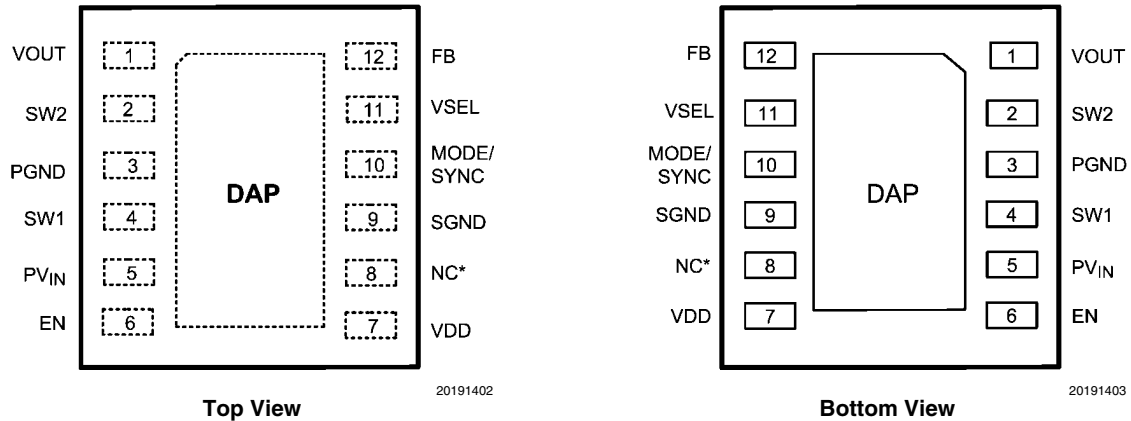 VOUT 1 12 FB
SW2 2 11 VSEL
PGND 3 10 MODE/
SYNC
DAP
SW1 4 9 SGND
PVIN 5 8 NC*
EN 6 7 VDD
20191402
Top View
FB 12 1 VOUT
VSEL 11 2 SW2
MODE/
SYNC 10 3 PGND
DAP
SGND 9 4 SW1
NC* 8 5 PVIN
VDD 7 6 EN
20191403
Bottom View